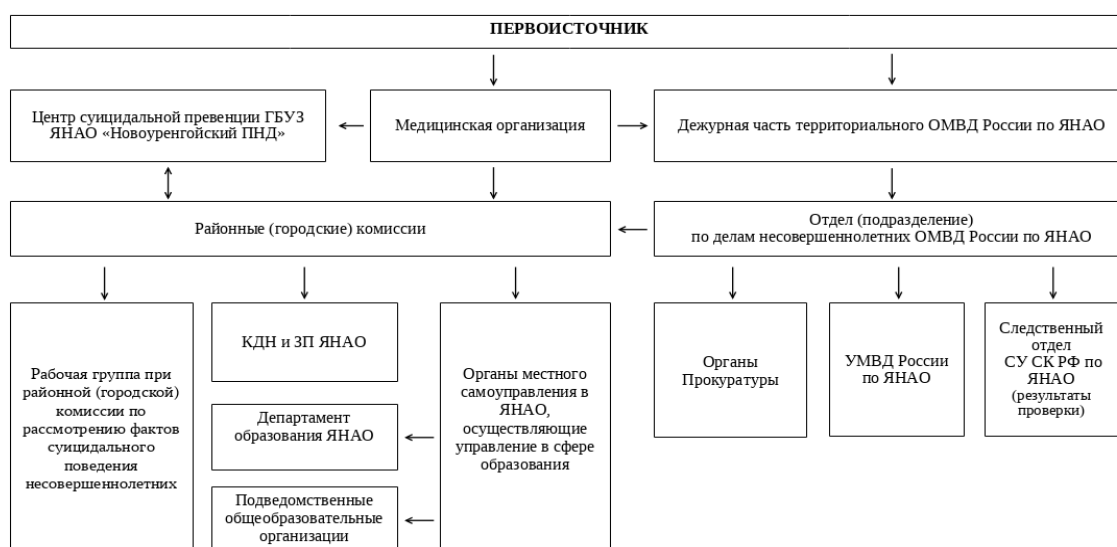 ПЕРВОИСТОЧНИК
Центр суицидальной превенции ГБУЗ
ЯНАО «Новоуренгойский ПНД»
Медицинская организация
Дежурная часть территориального ОМВД России по ЯНАО
Районные (городские) комиссии
Отдел (подразделение)
по делам несовершеннолетних ОМВД России по ЯНАО
Рабочая группа при
районной (городской)
комиссии по
рассмотрению фактов
суицидального
поведения
несовершеннолетних
КДН и ЗП ЯНАО
Департамент
образования ЯНАО
Подведомственные
общеобразовательные
организации
Органы местного
самоуправления в
ЯНАО,
осуществляющие
управление в сфере
образования
Органы
Прокуратуры
УМВД России
по ЯНАО
Следственный
отдел
СУ СК РФ по
ЯНАО
(результаты
проверки)